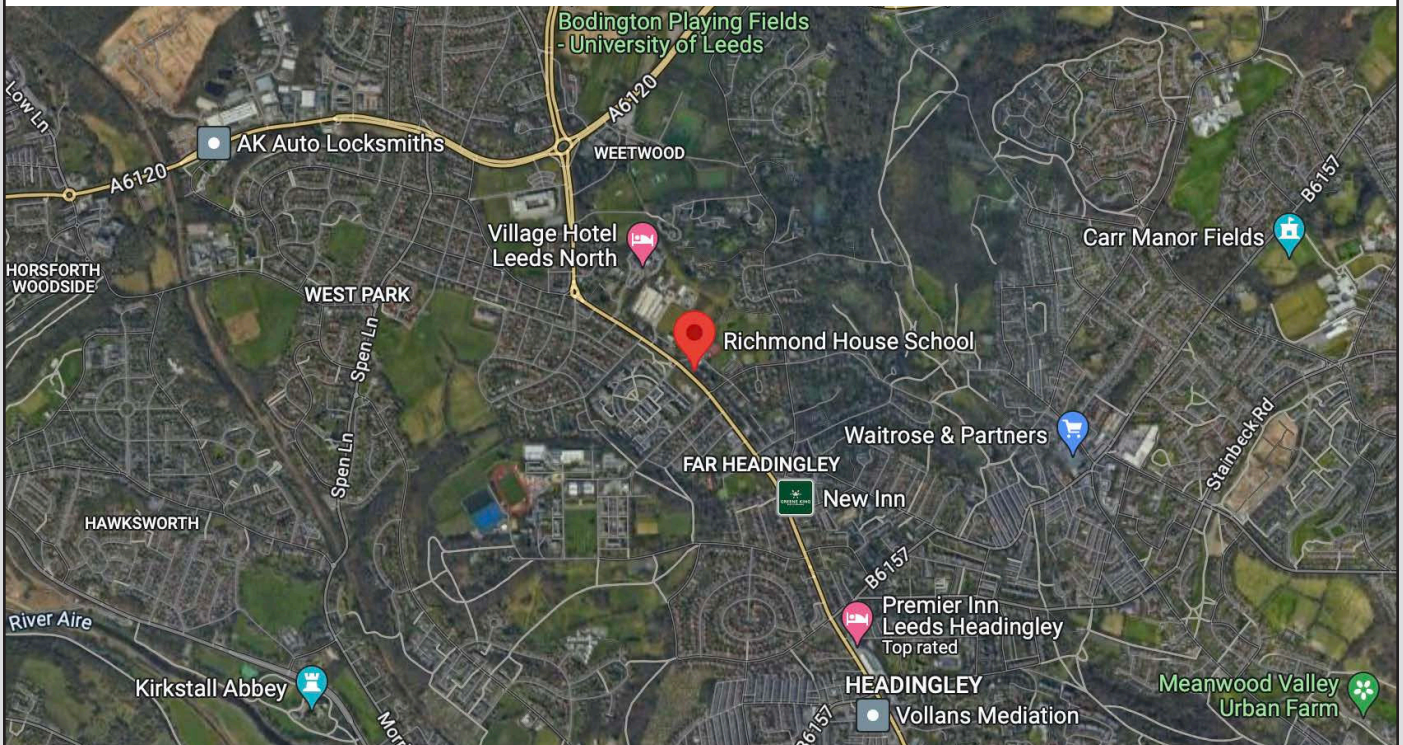 Bodington Playing Fields
- University of Leeds
Low Ln
A6120
AK Auto Locksmiths
A6120
WEETWOOD
B6157
Village Hotel
Leeds North
Carr Manor Fields
HORSFORTH
WOODSIDE
WEST PARK
Spen Ln
Richmond House School
Waitrose & Partners
Stainbeck Rd
Spen Ln
FAR HEADINGLEY
GREENE KING
New Inn
HAWKSWORTH
B6157
River Aire
Premier Inn
Leeds Headingley
Top rated
Kirkstall Abbey
HEADINGLEY
Meanwood Valley
Urban Farm
Vollans Mediation
B6157